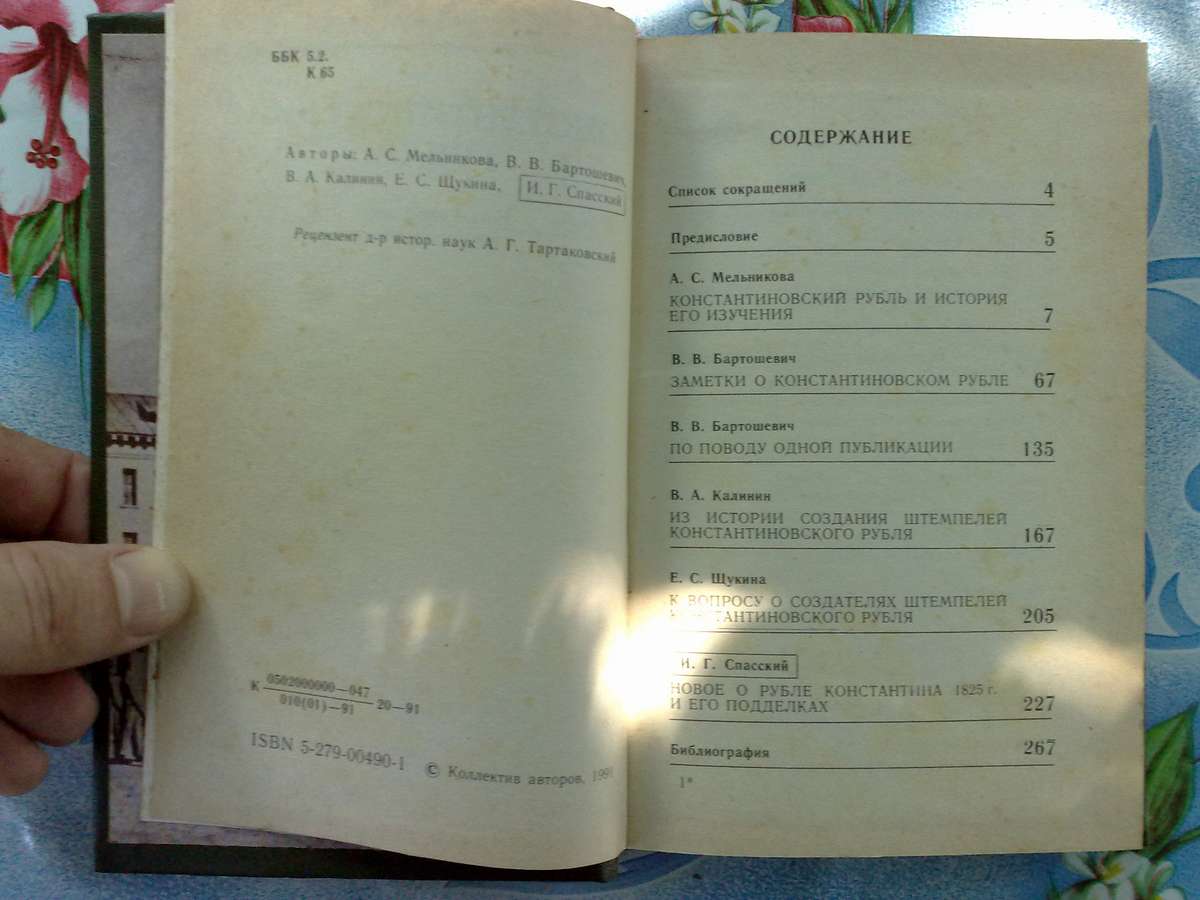 ББК 5.2.
К 65
Авторы: А. С. Мельникова, В. В. Бартошевич,
В. А. Калинин, Е. С. Щукина, И. Г. Спасский
Рецензент д-р истор. наук А. Г. Тартаковский
К 0502000000—047
010(01)—91
20—91
ISBN 5-279-00490-1
© Коллектив авторов, 1991
СОДЕРЖАНИЕ
Список сокращений 4
Предисловие 5
А. С. Мельникова
КОНСТАНТИНОВСКИЙ РУБЛЬ И ИСТОРИЯ
ЕГО ИЗУЧЕНИЯ 7
В. В. Бартошевич
ЗАМЕТКИ О КОНСТАНТИНОВСКОМ РУБЛЕ 67
В. В. Бартошевич
ПО ПОВОДУ ОДНОЙ ПУБЛИКАЦИИ 135
В. А. Калинин
ИЗ ИСТОРИИ СОЗДАНИЯ ШТЕМПЕЛЕЙ
КОНСТАНТИНОВСКОГО РУБЛЯ 167
Е. С. Щукина
К ВОПРОСУ О СОЗДАТЕЛЯХ ШТЕМПЕЛЕЙ
КОНСТАНТИНОВСКОГО РУБЛЯ 205
И. Г. Спасский
НОВОЕ О РУБЛЕ КОНСТАНТИНА 1825 г.
И ЕГО ПОДДЕЛКАХ 227
Библиография 267
1*